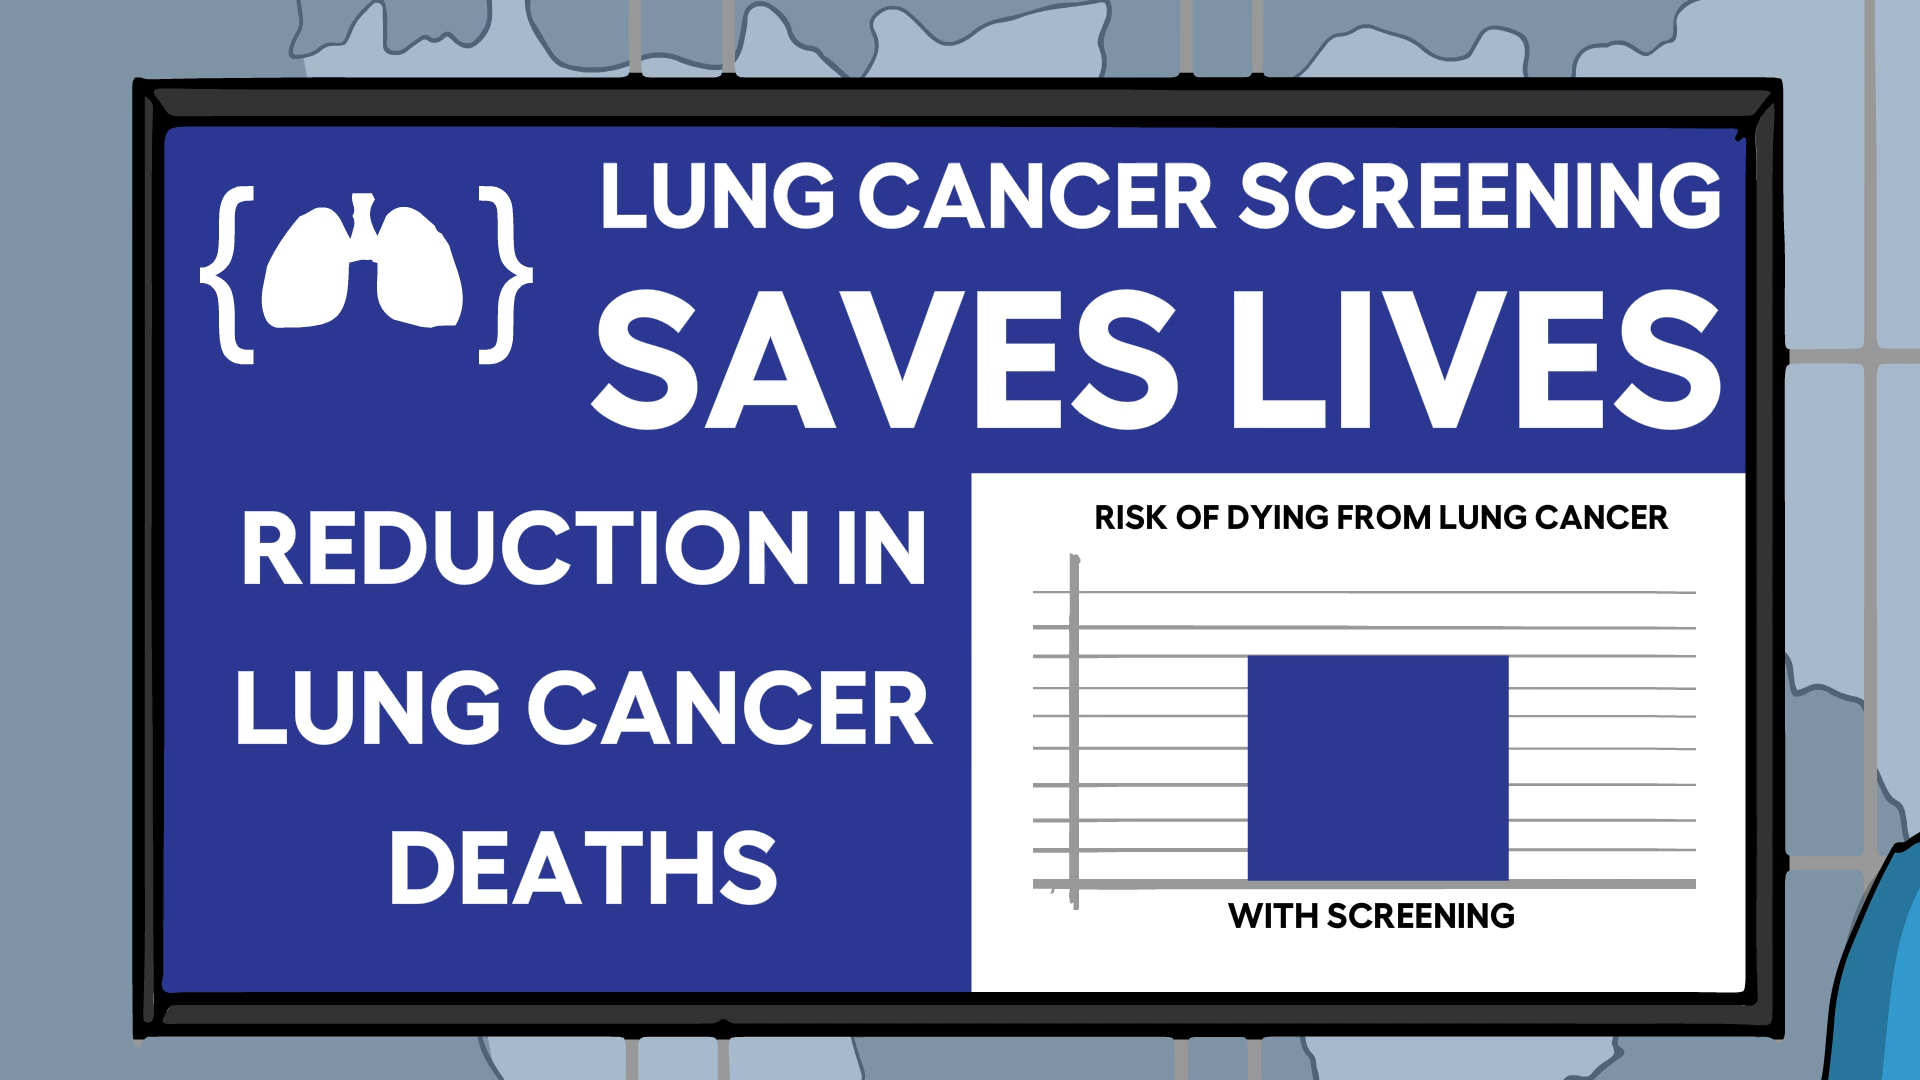 LUNG CANCER SCREENING
SAVES LIVES
REDUCTION IN
LUNG CANCER
DEATHS
RISK OF DYING FROM LUNG CANCER
WITH SCREENING